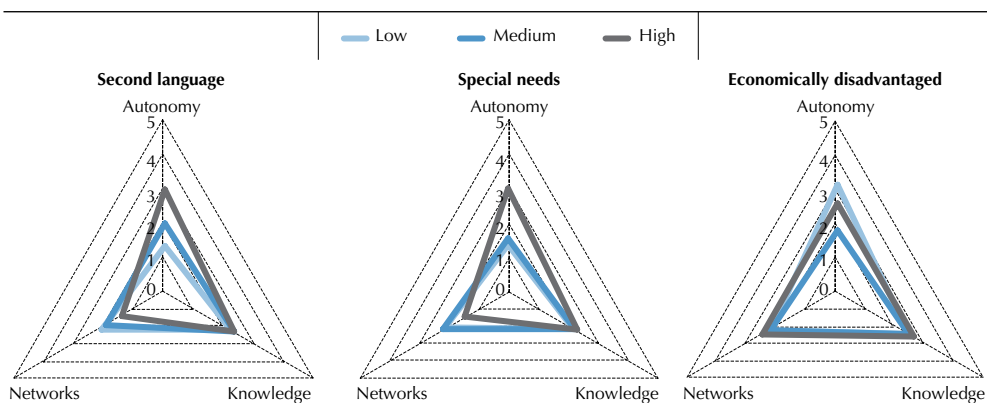 Low Medium High
Second language
Autonomy
5
4
3
2
1
0
Networks Knowledge
Special needs
Autonomy
5
4
3
2
1
0
Networks Knowledge
Economically disadvantaged
Autonomy
5
4
3
2
1
0
Networks Knowledge